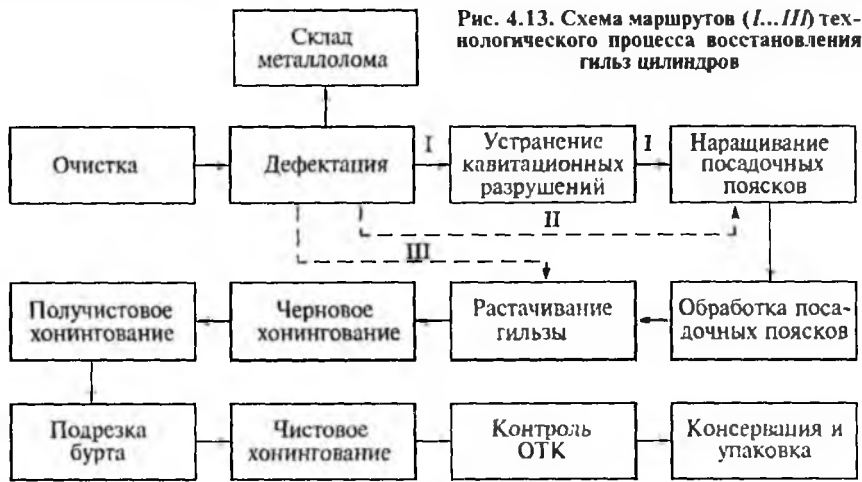 Рис. 4.13. Схема маршрутов (I...III) тех-
нологического процесса восстановления
гильз цилиндров
Склад
металлолома
Очистка
Дефектация
I
Устранение
кавитационных
разрушений
I
Наращивание
посадочных
поясков
II
III
Получистовое
хонингование
Черновое
хонингование
Растачивание
гильзы
Обработка поса-
дочных поясков
Подрезка
бурта
Чистовое
хонингование
Контроль
ОТК
Консервация и
упаковка